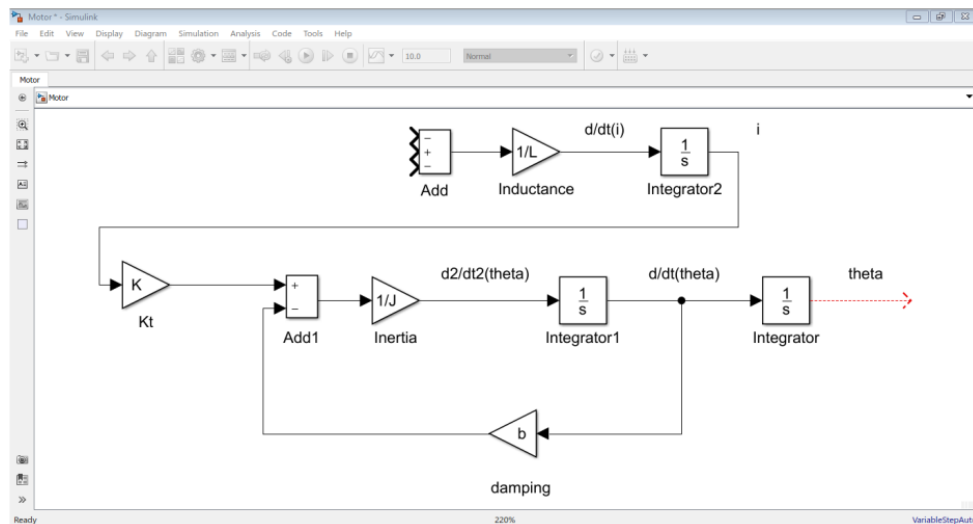 Motor * - Simulink
File Edit View Display Diagram Simulation Analysis Code Tools Help
10.0 Normal
Motor
Motor
d/dt(i) i
−
+
−
1/L
1
s
Add Inductance Integrator2
d2/dt2(theta) d/dt(theta) theta
K
+
−
1/J
1
s
1
s
Kt
Add1 Inertia Integrator1 Integrator
b
damping
Ready 220% VariableStepAuto